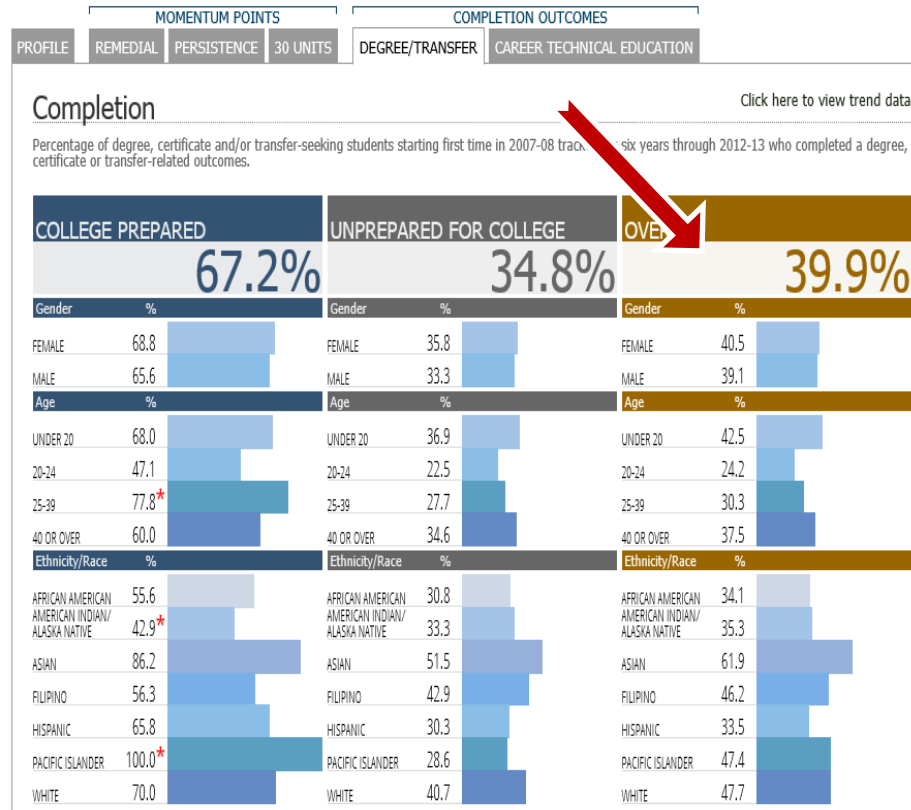 MOMENTUM POINTS
COMPLETION OUTCOMES
PROFILE
REMEDIAL
PERSISTENCE
30 UNITS
DEGREE/TRANSFER
CAREER TECHNICAL EDUCATION
Completion
Click here to view trend data
Percentage of degree, certificate and/or transfer-seeking students starting first time in 2007-08 six years through 2012-13 who completed a degree,
certificate or transfer-related outcomes.
COLLEGE PREPARED
67.2%
Gender %
FEMALE 68.8
MALE 65.6
Age %
UNDER 20 68.0
20-24 47.1
25-39 77.8*
40 OR OVER 60.0
Ethnicity/Race %
AFRICAN AMERICAN 55.6
AMERICAN INDIAN/
ALASKA NATIVE 42.9*
ASIAN 86.2
FILIPINO 56.3
HISPANIC 65.8
PACIFIC ISLANDER 100.0*
WHITE 70.0
UNPREPARED FOR COLLEGE
34.8%
Gender %
FEMALE 35.8
MALE 33.3
Age %
UNDER 20 36.9
20-24 22.5
25-39 27.7
40 OR OVER 34.6
Ethnicity/Race %
AFRICAN AMERICAN 30.8
AMERICAN INDIAN/
ALASKA NATIVE 33.3
ASIAN 51.5
FILIPINO 42.9
HISPANIC 30.3
PACIFIC ISLANDER 28.6
WHITE 40.7
39.9%
Gender %
FEMALE 40.5
MALE 39.1
Age %
UNDER 20 42.5
20-24 24.2
25-39 30.3
40 OR OVER 37.5
Ethnicity/Race %
AFRICAN AMERICAN 34.1
AMERICAN INDIAN/
ALASKA NATIVE 35.3
ASIAN 61.9
FILIPINO 46.2
HISPANIC 33.5
PACIFIC ISLANDER 47.4
WHITE 47.7